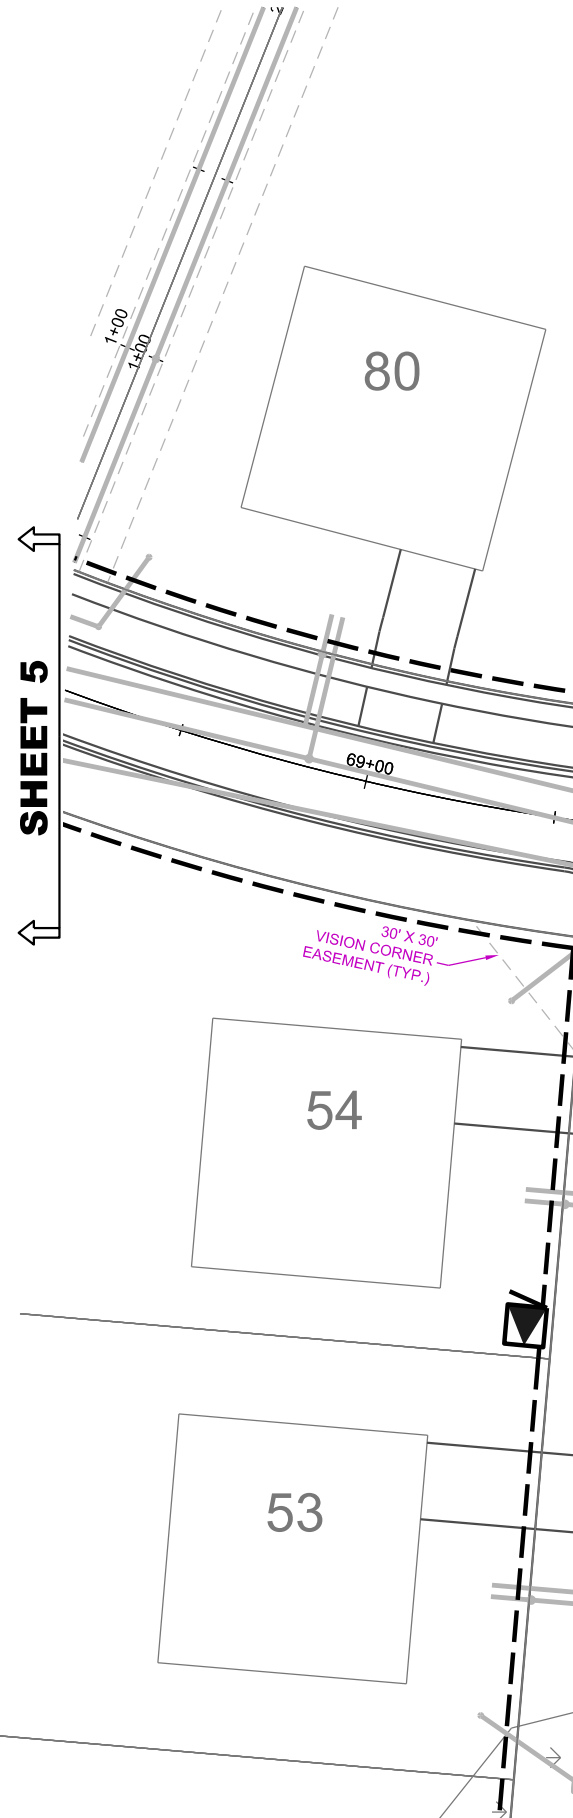 1+00
1+00
80
SHEET 5
69+00
30' X 30'
VISION CORNER
EASEMENT (TYP.)
54
53